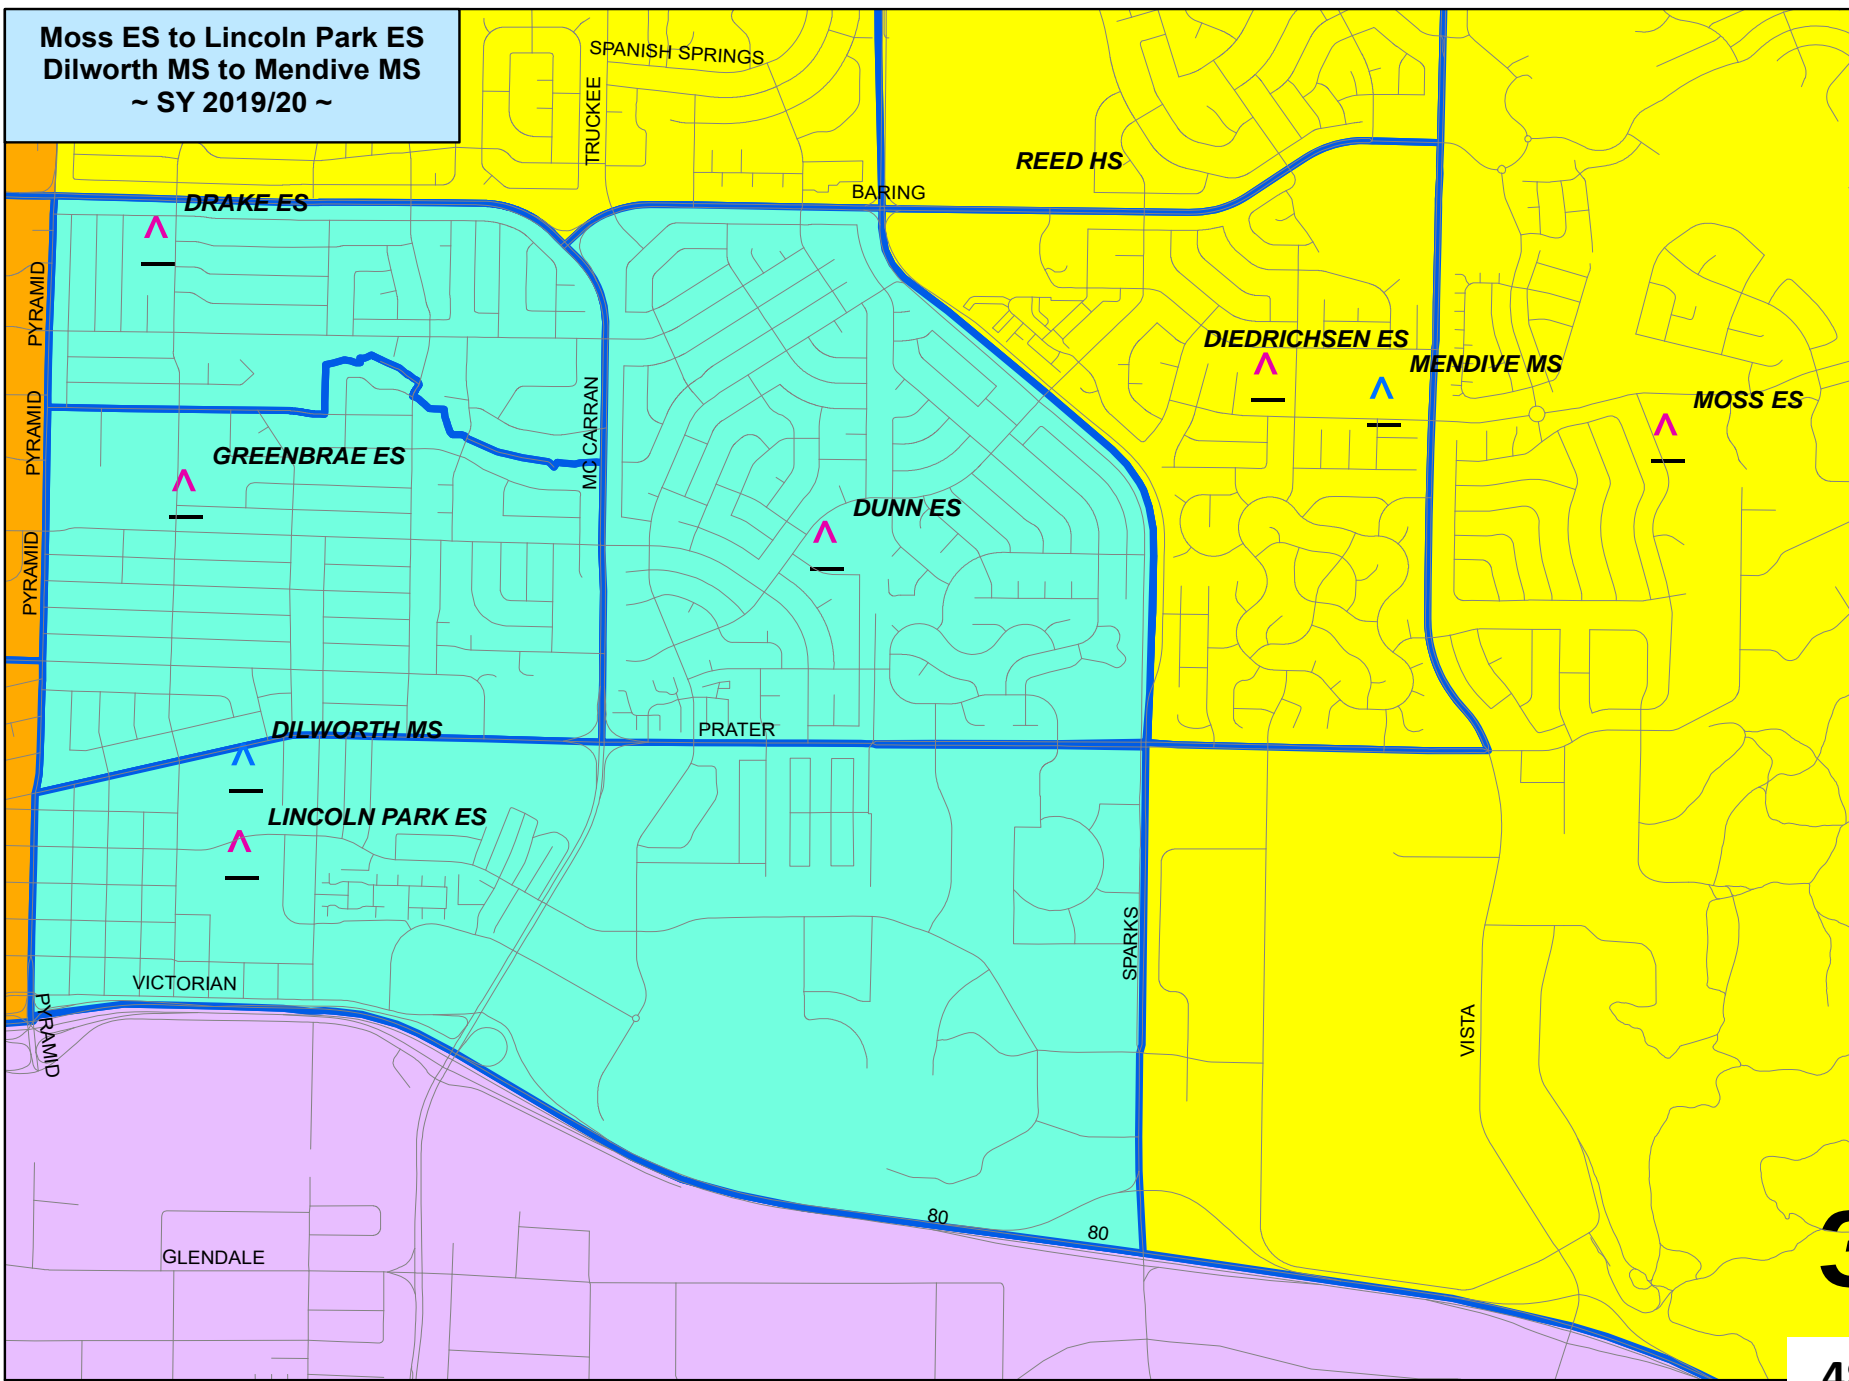 Moss ES to Lincoln Park ES
Dilworth MS to Mendive MS
~ SY 2019/20 ~
SPANISH SPRINGS
TRUCKEE
REED HS
BARING
DRAKE ES
PYRAMID
DIEDRICHSEN ES
MENDIVE MS
MOSS ES
PYRAMID
MC CARRAN
GREENBRAE ES
DUNN ES
PYRAMID
DILWORTH MS
PRATER
LINCOLN PARK ES
SPARKS
VICTORIAN
PYRAMID
VISTA
80
80
GLENDALE